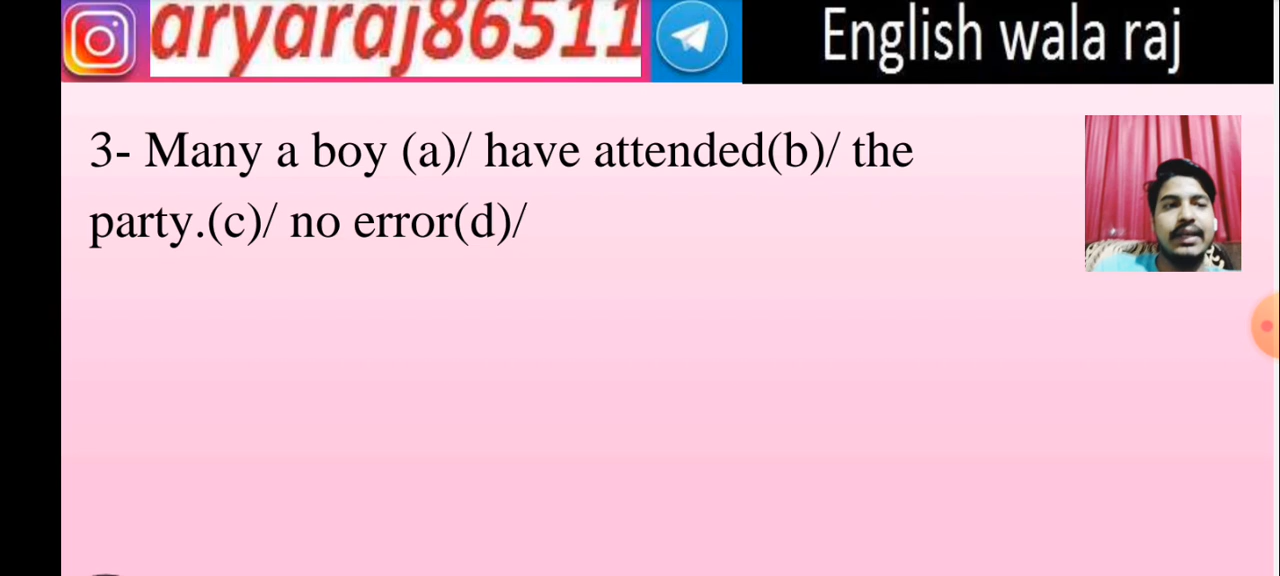 aryaraj86511 English wala raj
3- Many a boy (a)/ have attended(b)/ the
party.(c)/ no error(d)/